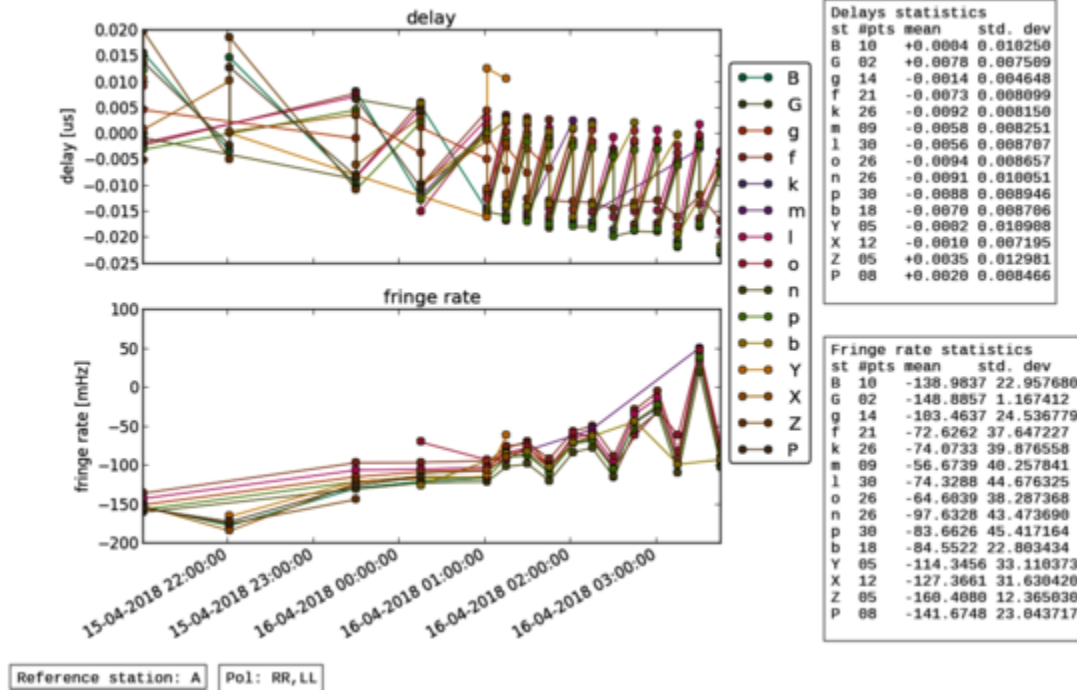 delay
0.020
0.015
0.010
0.005
0.000
−0.005
−0.010
−0.015
−0.020
−0.025
delay [us]
fringe rate
100
50
0
−50
−100
−150
−200
fringe rate [mHz]
15-04-2018 22:00:00
15-04-2018 23:00:00
16-04-2018 00:00:00
16-04-2018 01:00:00
16-04-2018 02:00:00
16-04-2018 03:00:00
B
G
g
f
k
m
l
o
n
p
b
Y
X
Z
P
Delays statistics
st #pts mean std. dev
B 10 +0.0004 0.010250
G 02 +0.0078 0.007509
g 14 -0.0014 0.004648
f 21 -0.0073 0.008099
k 26 -0.0092 0.008150
m 09 -0.0058 0.008251
l 30 -0.0056 0.008707
o 26 -0.0094 0.008657
n 26 -0.0091 0.010051
p 30 -0.0088 0.008946
b 18 -0.0070 0.008706
Y 05 -0.0002 0.010908
X 12 -0.0010 0.007195
Z 05 +0.0035 0.012981
P 08 +0.0020 0.008466
Fringe rate statistics
st #pts mean std. dev
B 10 -138.9837 22.957680
G 02 -148.8857 1.167412
g 14 -103.4637 24.536779
f 21 -72.6262 37.647227
k 26 -74.0733 39.876558
m 09 -56.6739 40.257841
l 30 -74.3288 44.676325
o 26 -64.6039 38.287368
n 26 -97.6328 43.473690
p 30 -83.6626 45.417164
b 18 -84.5522 22.803434
Y 05 -114.3456 33.110373
X 12 -127.3661 31.630420
Z 05 -160.4080 12.365030
P 08 -141.6748 23.043717
Reference station: A
Pol: RR,LL